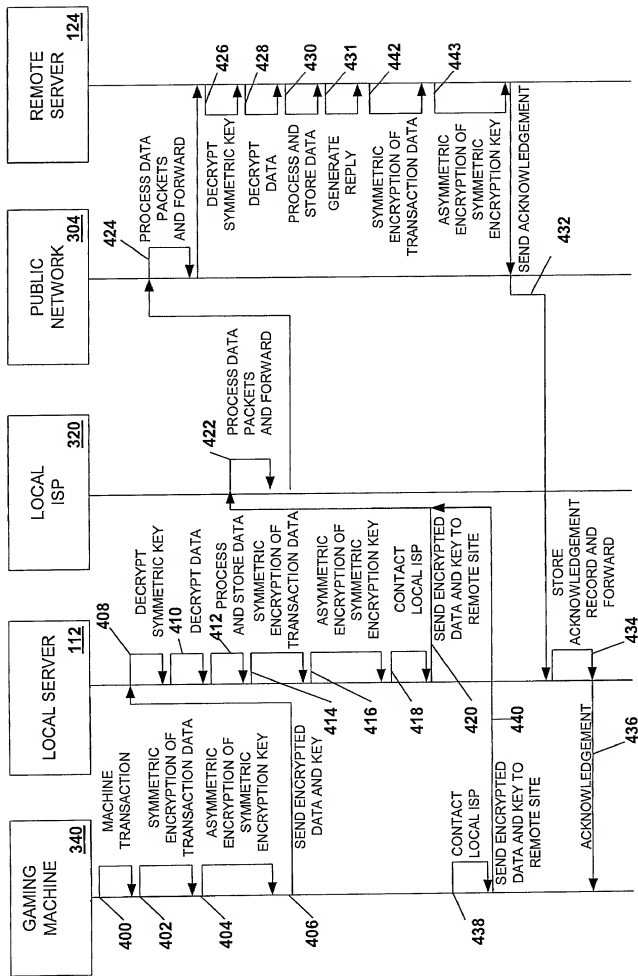 GAMING
MACHINE
340
LOCAL SERVER
112
LOCAL
ISP
320
PUBLIC
NETWORK
304
REMOTE
SERVER
124
400
MACHINE
TRANSACTION
402
SYMMETRIC
ENCRYPTION OF
TRANSACTION DATA
404
ASYMMETRIC
ENCRYPTION OF
SYMMETRIC
ENCRYPTION KEY
406
SEND ENCRYPTED
DATA AND KEY
438
CONTACT
LOCAL ISP
SEND ENCRYPTED
DATA AND KEY TO
REMOTE SITE
440
ACKNOWLEDGEMENT
436
408
DECRYPT
SYMMETRIC KEY
410
DECRYPT DATA
412
PROCESS
AND STORE DATA
SYMMETRIC
ENCRYPTION OF
TRANSACTION DATA
414
ASYMMETRIC
ENCRYPTION OF
SYMMETRIC
ENCRYPTION KEY
416
CONTACT
LOCAL ISP
418
SEND ENCRYPTED
DATA AND KEY TO
REMOTE SITE
420
STORE
ACKNOWLEDGEMENT
RECORD AND
FORWARD
434
422
PROCESS DATA
PACKETS
AND FORWARD
424
PROCESS DATA
PACKETS
AND FORWARD
426
DECRYPT
SYMMETRIC KEY
428
DECRYPT
DATA
430
PROCESS AND
STORE DATA
431
GENERATE
REPLY
442
SYMMETRIC
ENCRYPTION OF
TRANSACTION DATA
443
ASYMMETRIC
ENCRYPTION OF
SYMMETRIC
ENCRYPTION KEY
SEND ACKNOWLEDGEMENT
432